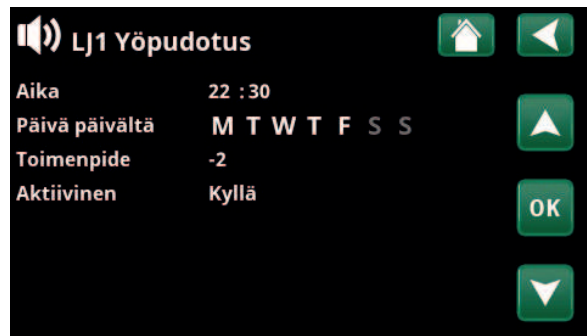 LJ1 Yöpudotus
Aika 22 :30
Päivä päivältä M T W T F S S
Toimenpide -2
Aktiivinen Kyllä
OK